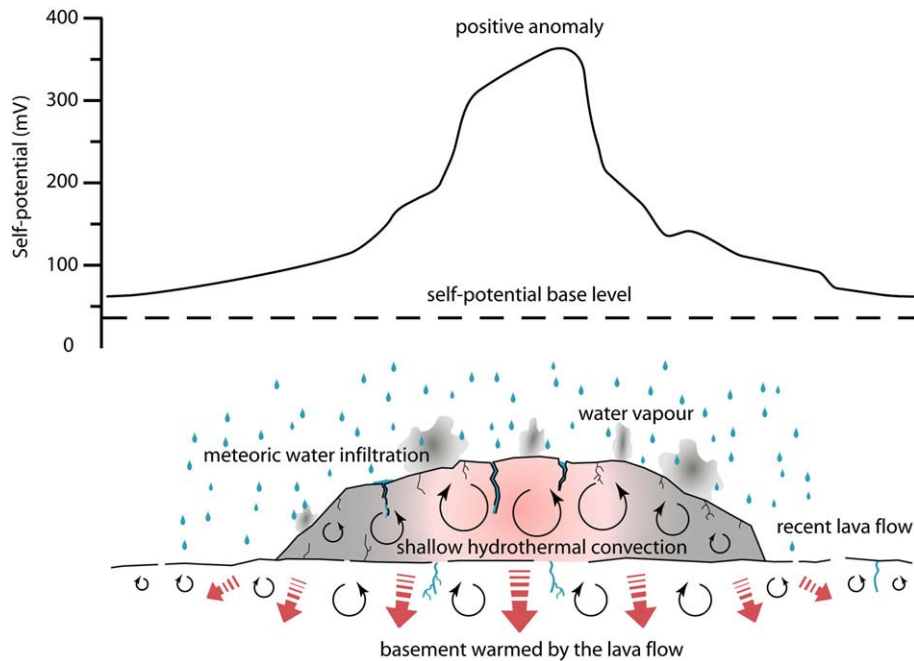 400
positive anomaly
300
Self-potential (mV)
200
100
self-potential base level
0
water vapour
meteoric water infiltration
recent lava flow
shallow hydrothermal convection
basement warmed by the lava flow